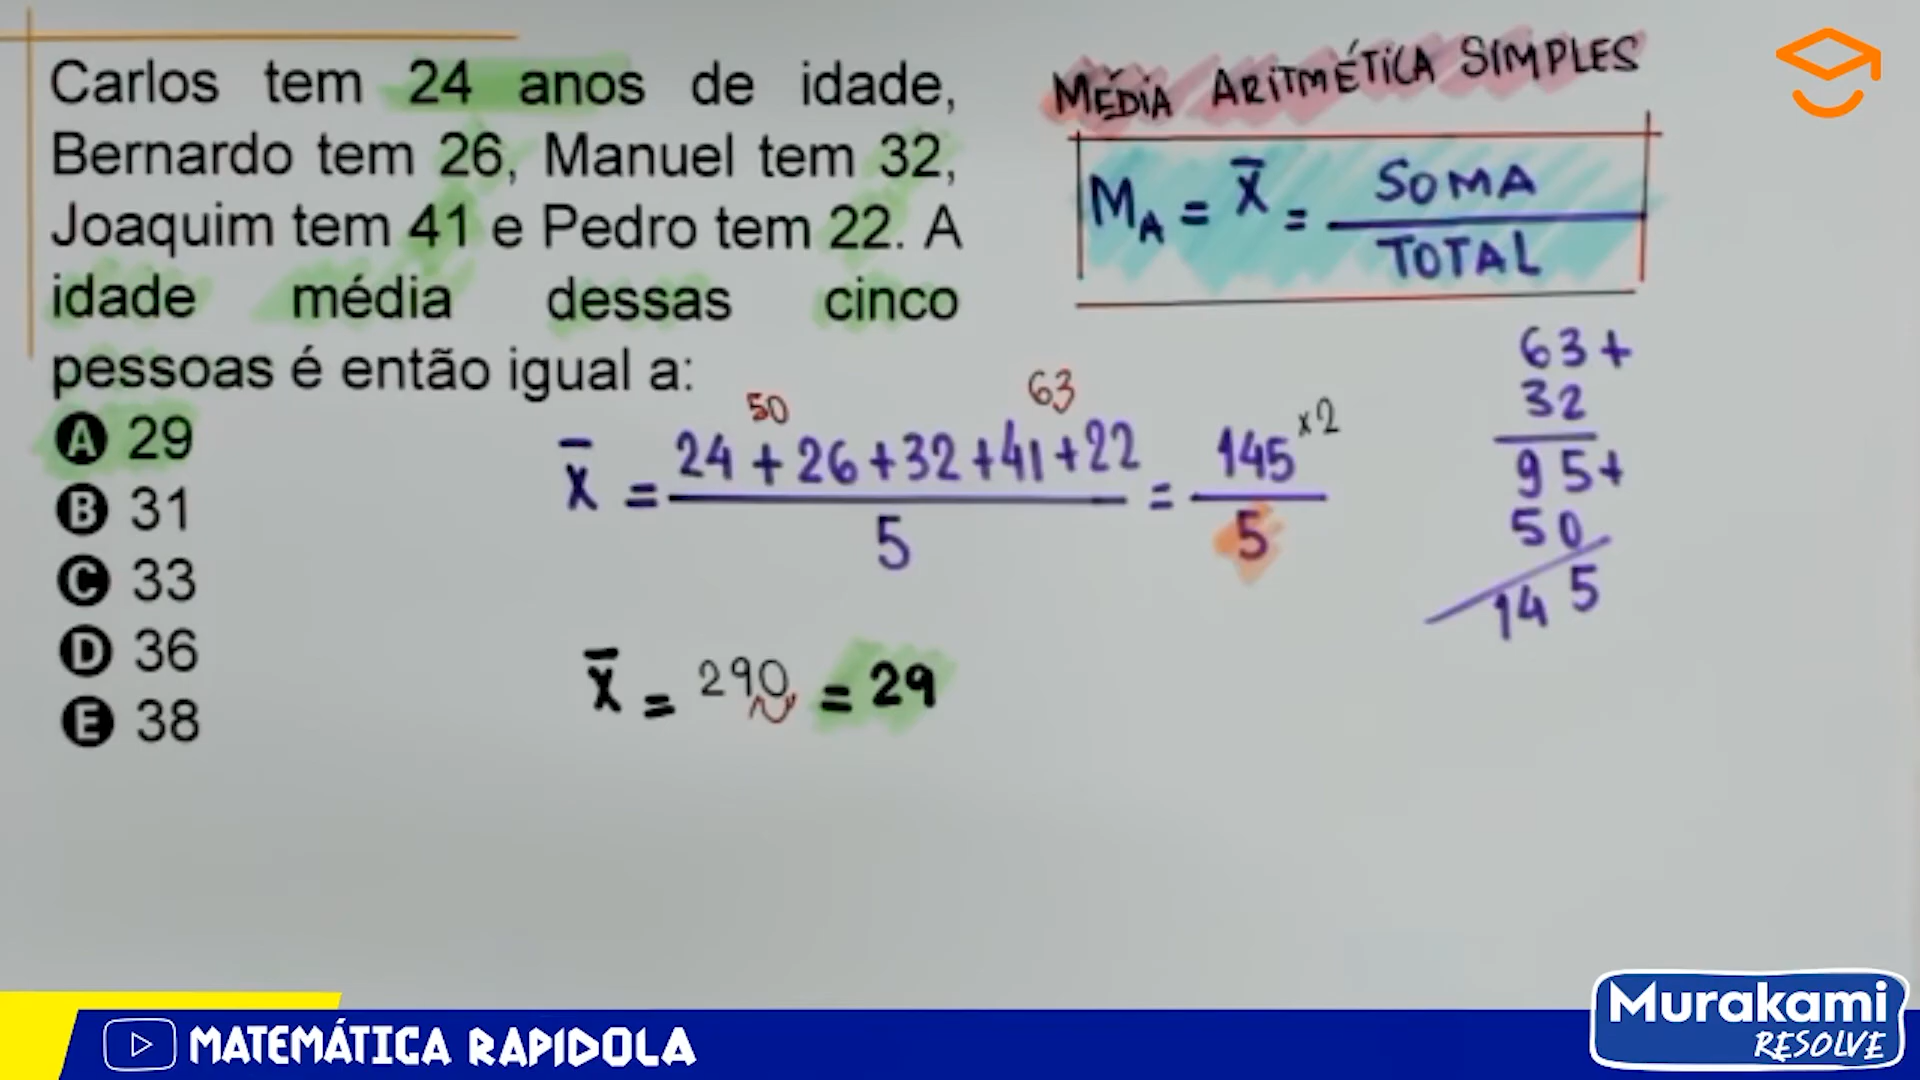 Carlos tem 24 anos de idade,
Bernardo tem 26, Manuel tem 32,
Joaquim tem 41 e Pedro tem 22. A
idade média dessas cinco
pessoas é então igual a:
A 29
B 31
C 33
D 36
E 38
MÉDIA ARITMÉTICA SIMPLES
MA = x̄ = SOMA
TOTAL
50 63
x̄ = 24 + 26 + 32 + 41 + 22 = 145 x2
5 5
x̄ = 290 = 29
63 +
32
95 +
50
145
MATEMÁTICA RAPIDOLA
Murakami
RESOLVE